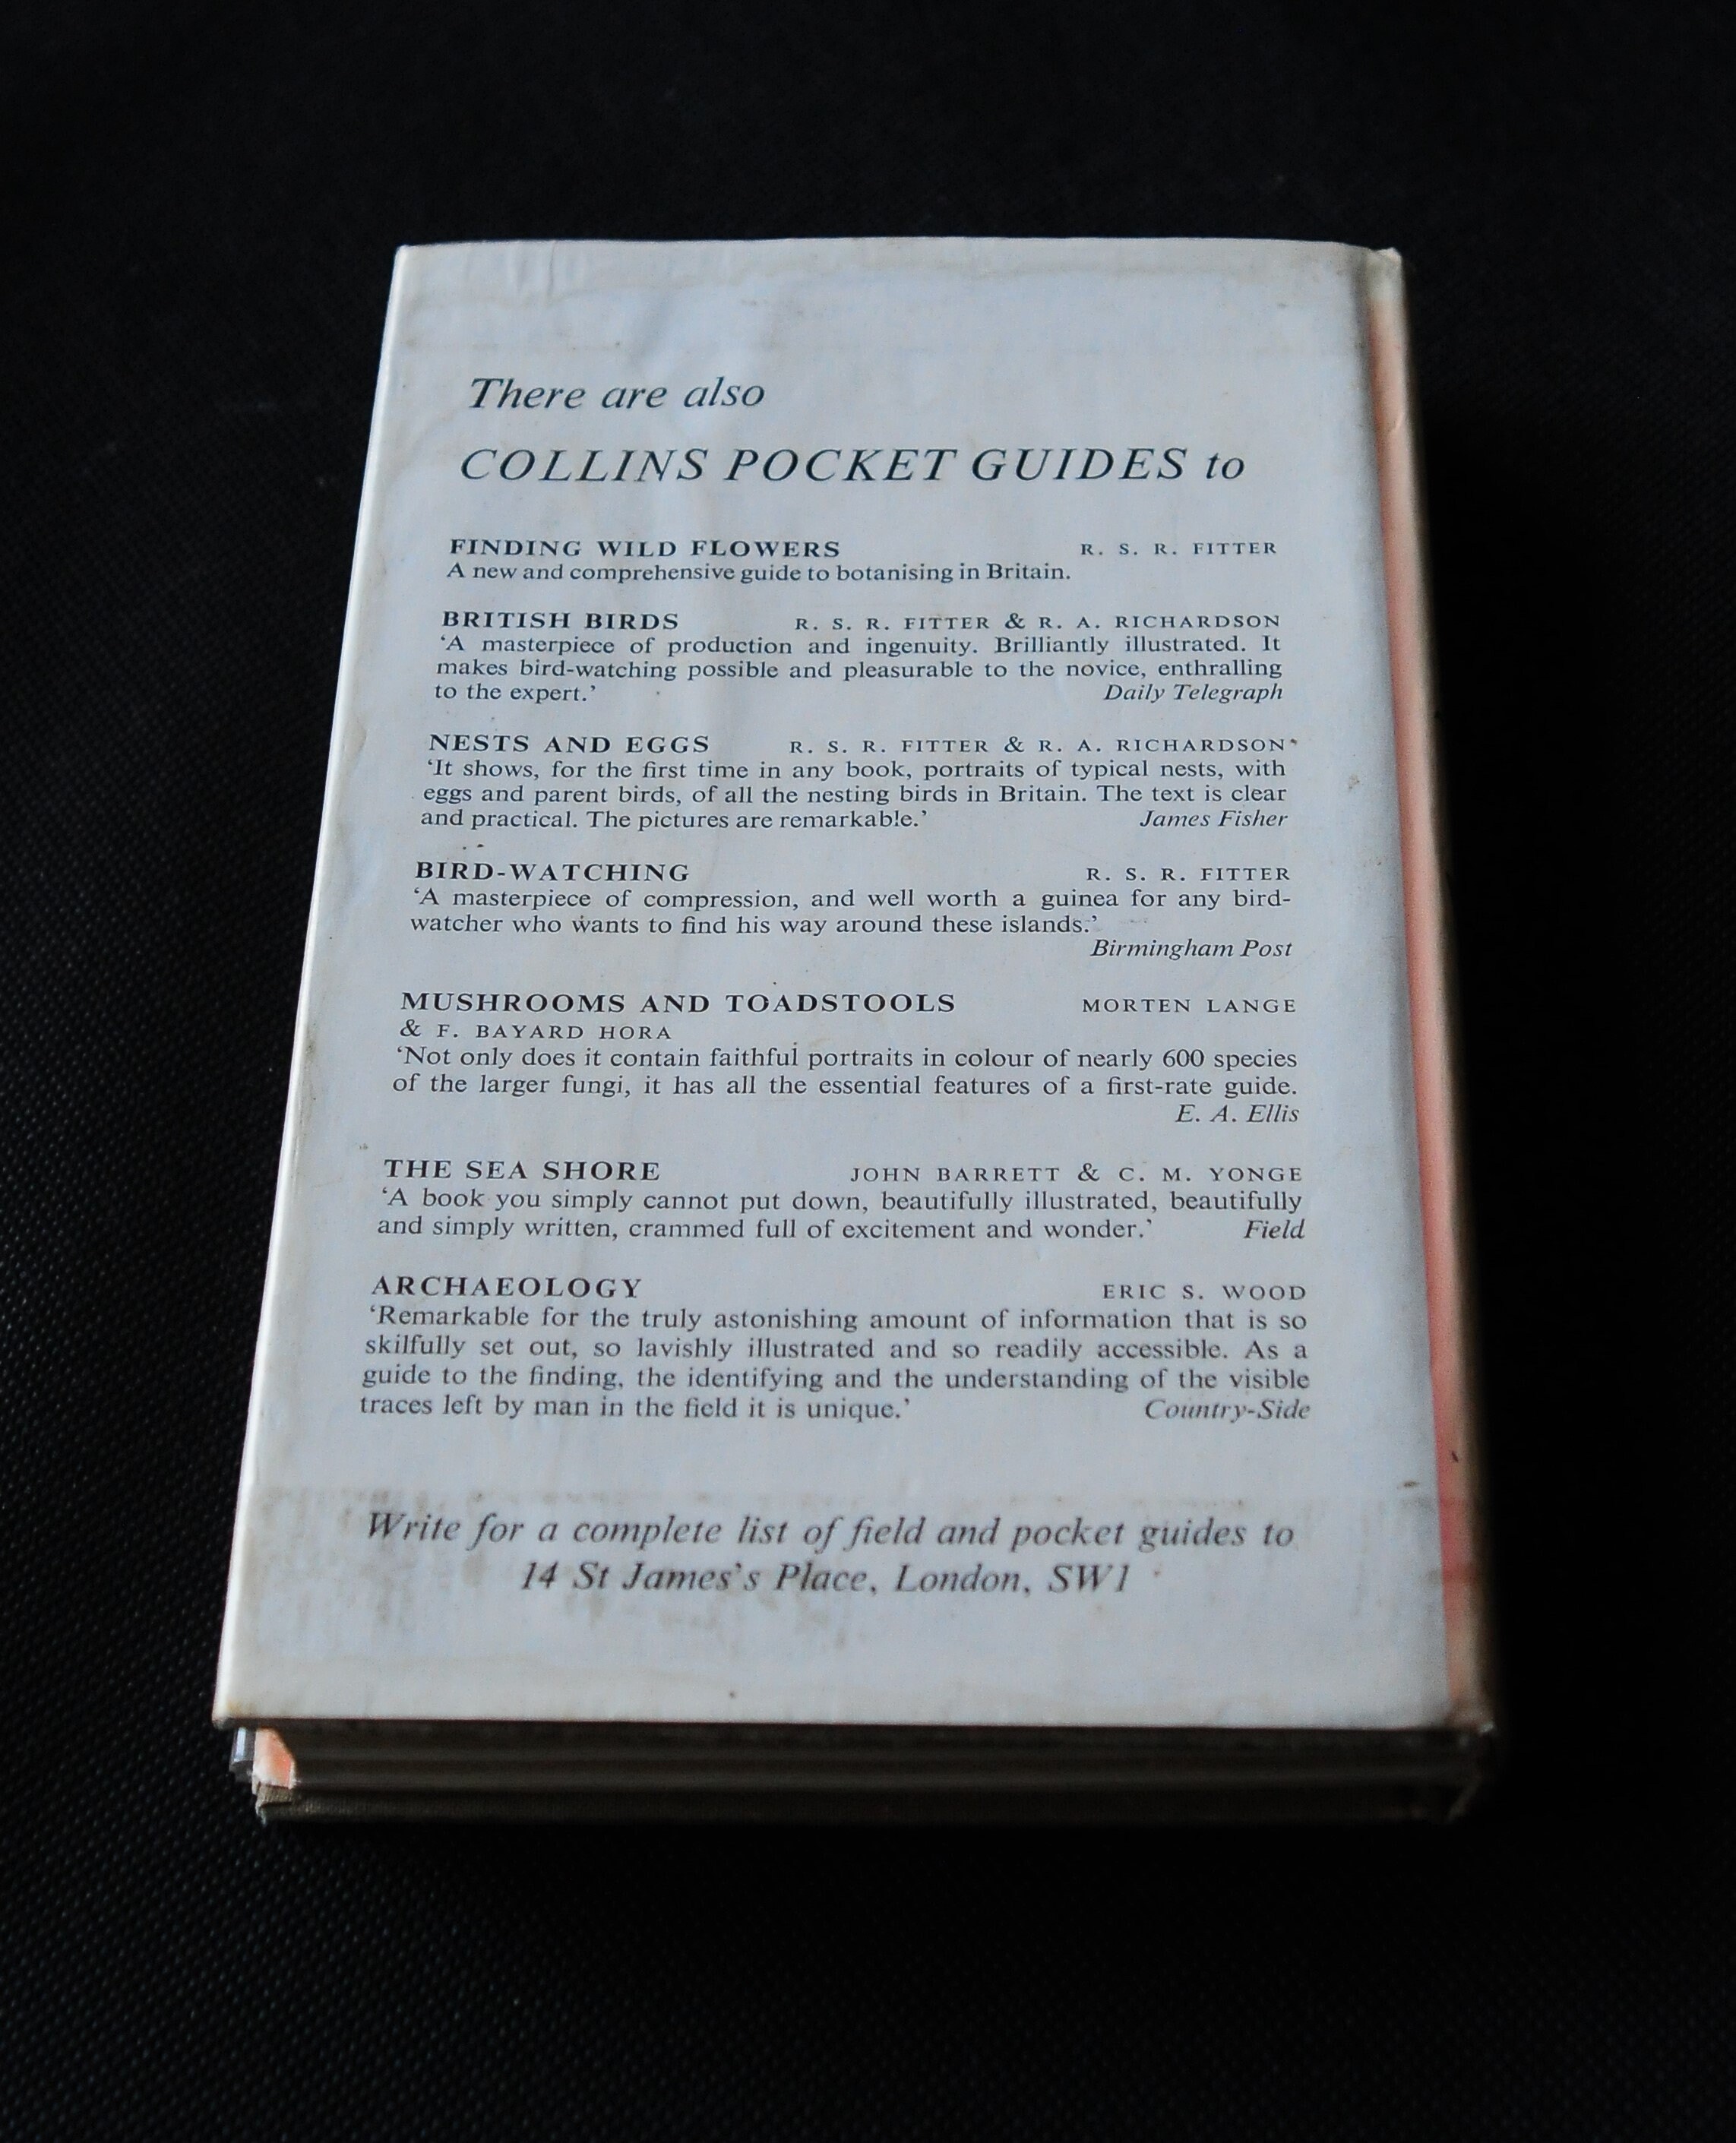 There are also
COLLINS POCKET GUIDES to
FINDING WILD FLOWERS R. S. R. FITTER
A new and comprehensive guide to botanising in Britain.
BRITISH BIRDS R. S. R. FITTER & R. A. RICHARDSON
‘A masterpiece of production and ingenuity. Brilliantly illustrated. It
makes bird-watching possible and pleasurable to the novice, enthralling
to the expert.’ Daily Telegraph
NESTS AND EGGS R. S. R. FITTER & R. A. RICHARDSON
‘It shows, for the first time in any book, portraits of typical nests, with
eggs and parent birds, of all the nesting birds in Britain. The text is clear
and practical. The pictures are remarkable.’ James Fisher
BIRD-WATCHING R. S. R. FITTER
‘A masterpiece of compression, and well worth a guinea for any bird-
watcher who wants to find his way around these islands.’
Birmingham Post
MUSHROOMS AND TOADSTOOLS MORTEN LANGE
& F. BAYARD HORA
‘Not only does it contain faithful portraits in colour of nearly 600 species
of the larger fungi, it has all the essential features of a first-rate guide.
E. A. Ellis
THE SEA SHORE JOHN BARRETT & C. M. YONGE
‘A book you simply cannot put down, beautifully illustrated, beautifully
and simply written, crammed full of excitement and wonder.’ Field
ARCHAEOLOGY ERIC S. WOOD
‘Remarkable for the truly astonishing amount of information that is so
skilfully set out, so lavishly illustrated and so readily accessible. As a
guide to the finding, the identifying and the understanding of the visible
traces left by man in the field it is unique.’ Country-Side
Write for a complete list of field and pocket guides to
14 St James’s Place, London, SW1